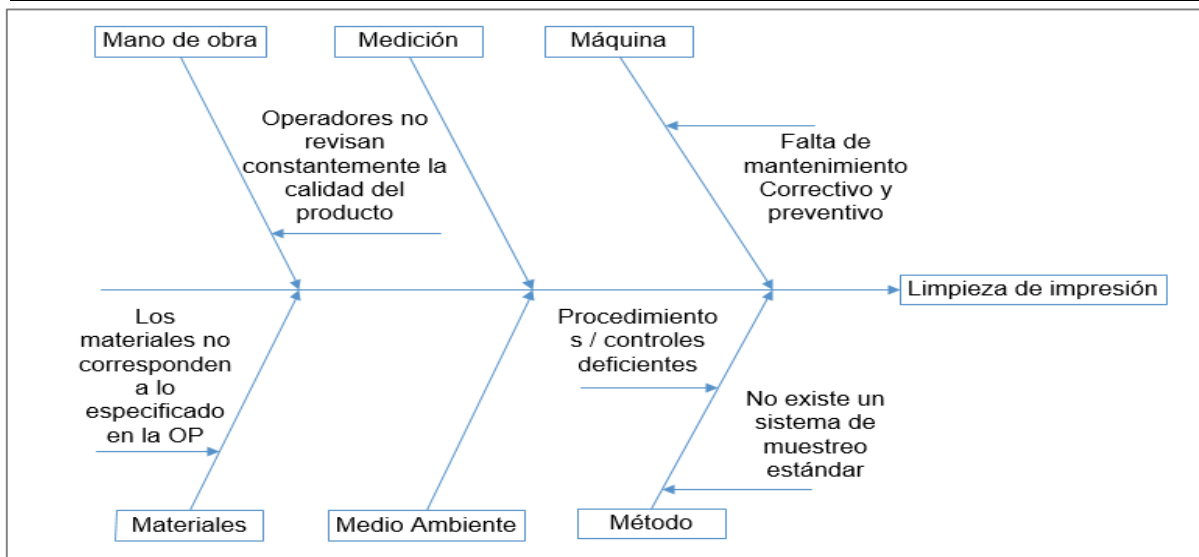 Mano de obra
Medición
Máquina
Operadores no
revisan
constantemente la
calidad del
producto
Falta de
mantenimiento
Correctivo y
preventivo
Limpieza de impresión
Los
materiales no
corresponden
a lo
especificado
en la OP
Procedimiento
s / controles
deficientes
No existe un
sistema de
muestreo
estándar
Materiales
Medio Ambiente
Método